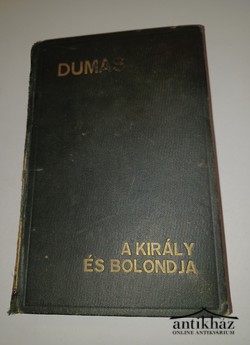 DUMAS
A KIRÁLY
ÉS BOLONDJA
antikház
ONLINE ANTIKVÁRIUM